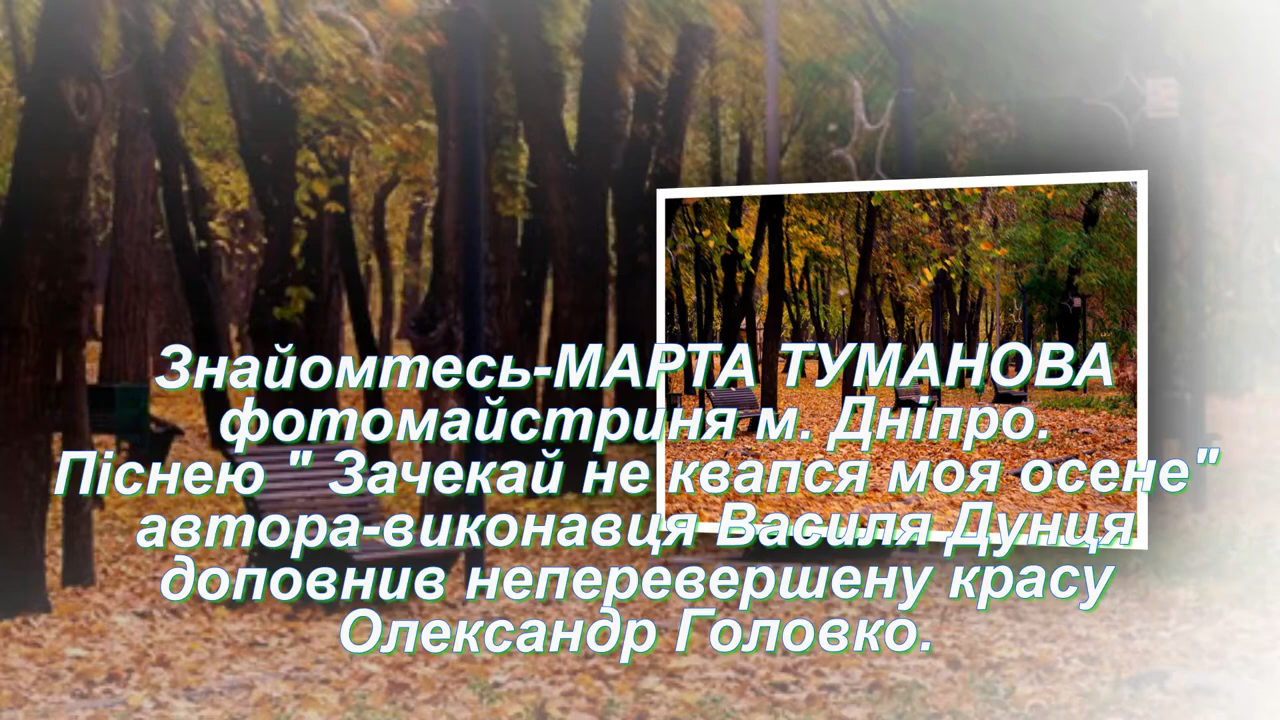 Знайомтесь-МАРТА ТУМАНОВА
фотомайстриня м. Дніпро.
Піснею " Зачекай не квапся моя осене"
автора-виконавця Василя Дунця
доповнив неперевершену красу
Олександр Головко.